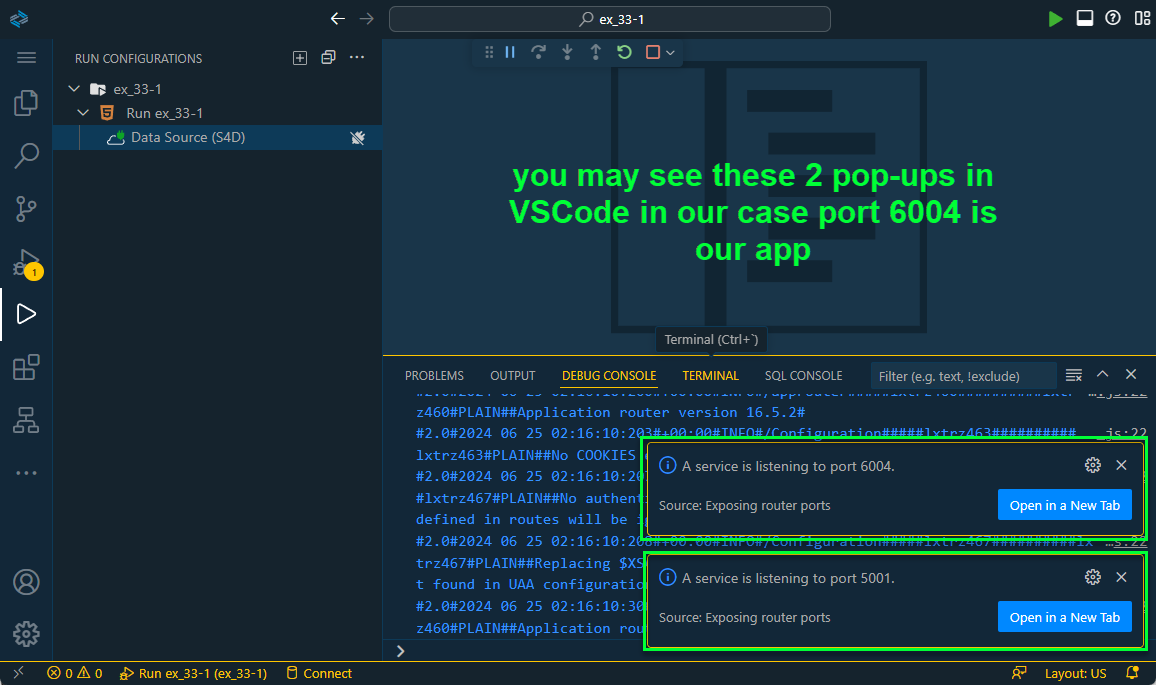 ex_33-1
RUN CONFIGURATIONS
ex_33-1
Run ex_33-1
Data Source (S4D)
1
you may see these 2 pop-ups in
VSCode in our case port 6004 is
our app
Terminal (Ctrl+`)
PROBLEMS OUTPUT DEBUG CONSOLE TERMINAL SQL CONSOLE Filter (e.g. text, !exclude)
z460#PLAIN##Application router version 16.5.2#
#2.0#2024 06 25 02:16:10:203#+00:00#INFO#/Configuration#####lxtrz463########## _js:22
lxtrz463#PLAIN##No COOKIES
#2.0#2024 06 25 02:16:10:20
#lxtrz467#PLAIN##No authent
defined in routes will be i
#2.0#2024 06 25 02:16:10:20
trz467#PLAIN##Replacing $XS
t found in UAA configuratio
#2.0#2024 06 25 02:16:10:30
z460#PLAIN##Application rou
A service is listening to port 6004.
Source: Exposing router ports
Open in a New Tab
A service is listening to port 5001.
Source: Exposing router ports
Open in a New Tab
0 0 Run ex_33-1 (ex_33-1) Connect Layout: US